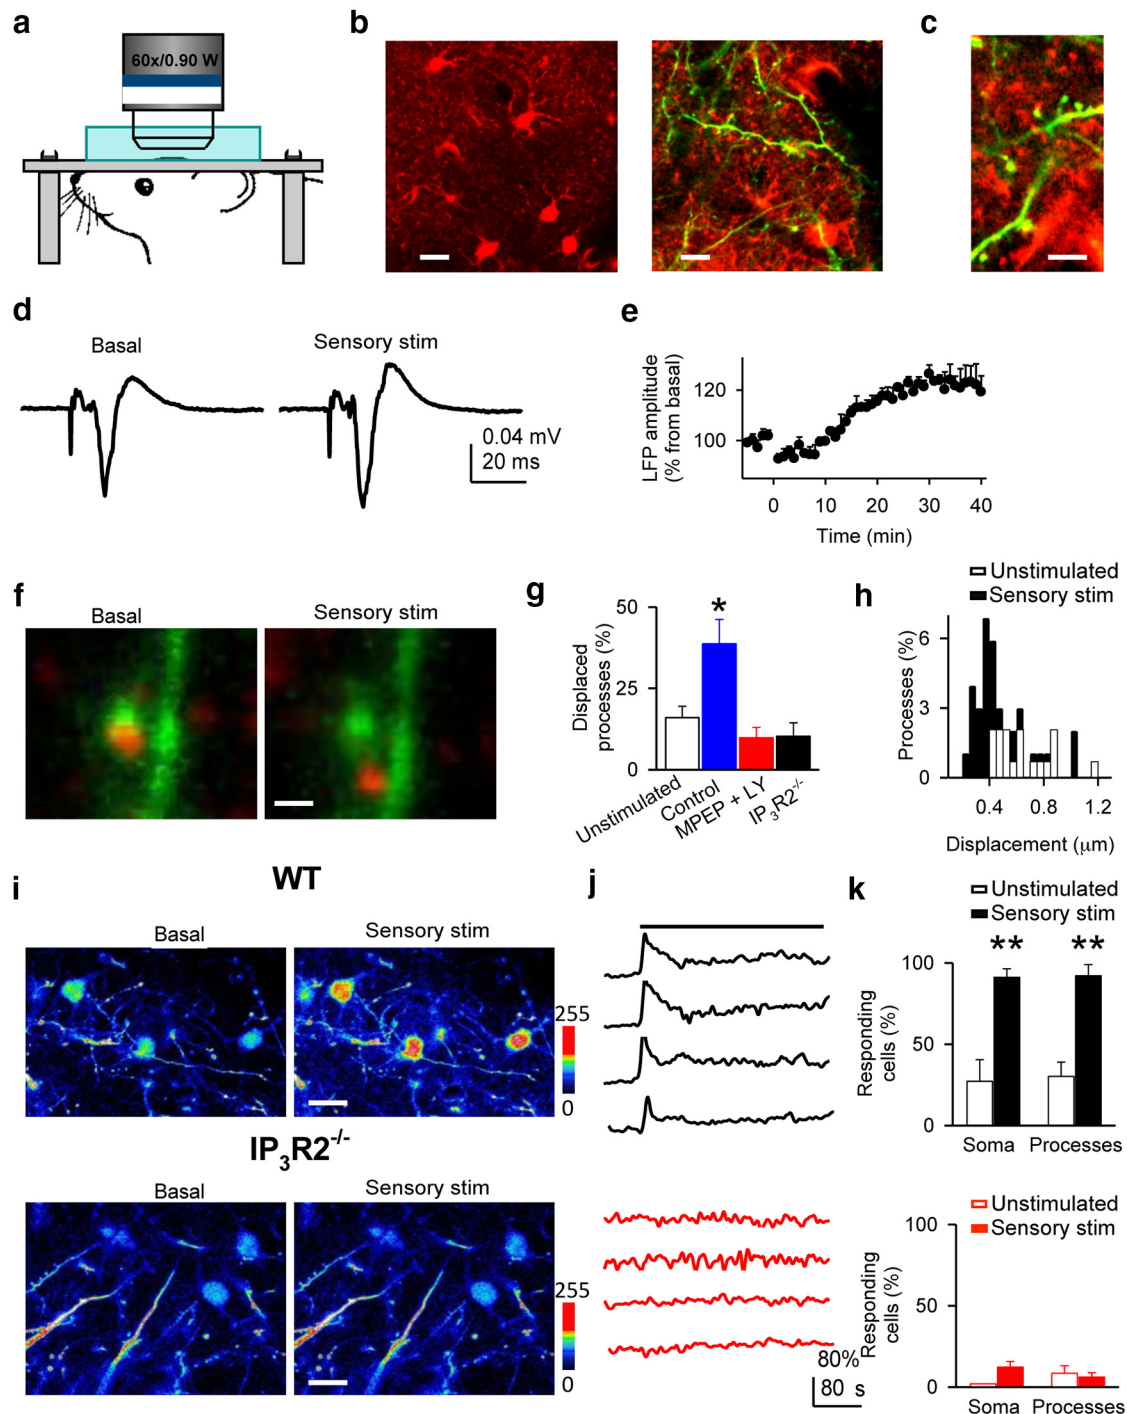 a
60x/0.90 W
b
c
d
Basal
Sensory stim
0.04 mV
20 ms
e
LFP amplitude
(% from basal)
120
100
0
10
20
30
40
Time (min)
f
Basal
Sensory stim
g
Displaced
processes (%)
50
25
0
*
Unstimulated
Control
MPEP + LY
IP3R2-/-
h
Unstimulated
Sensory stim
Processes (%)
6
3
0
0.4
0.8
1.2
Displacement (μm)
i
WT
Basal
Sensory stim
255
0
IP3R2-/-
Basal
Sensory stim
255
0
j
80%
80 s
k
Unstimulated
Sensory stim
Responding
cells (%)
100
50
0
**
**
Soma
Processes
Unstimulated
Sensory stim
Responding
cells (%)
100
50
0
Soma
Processes